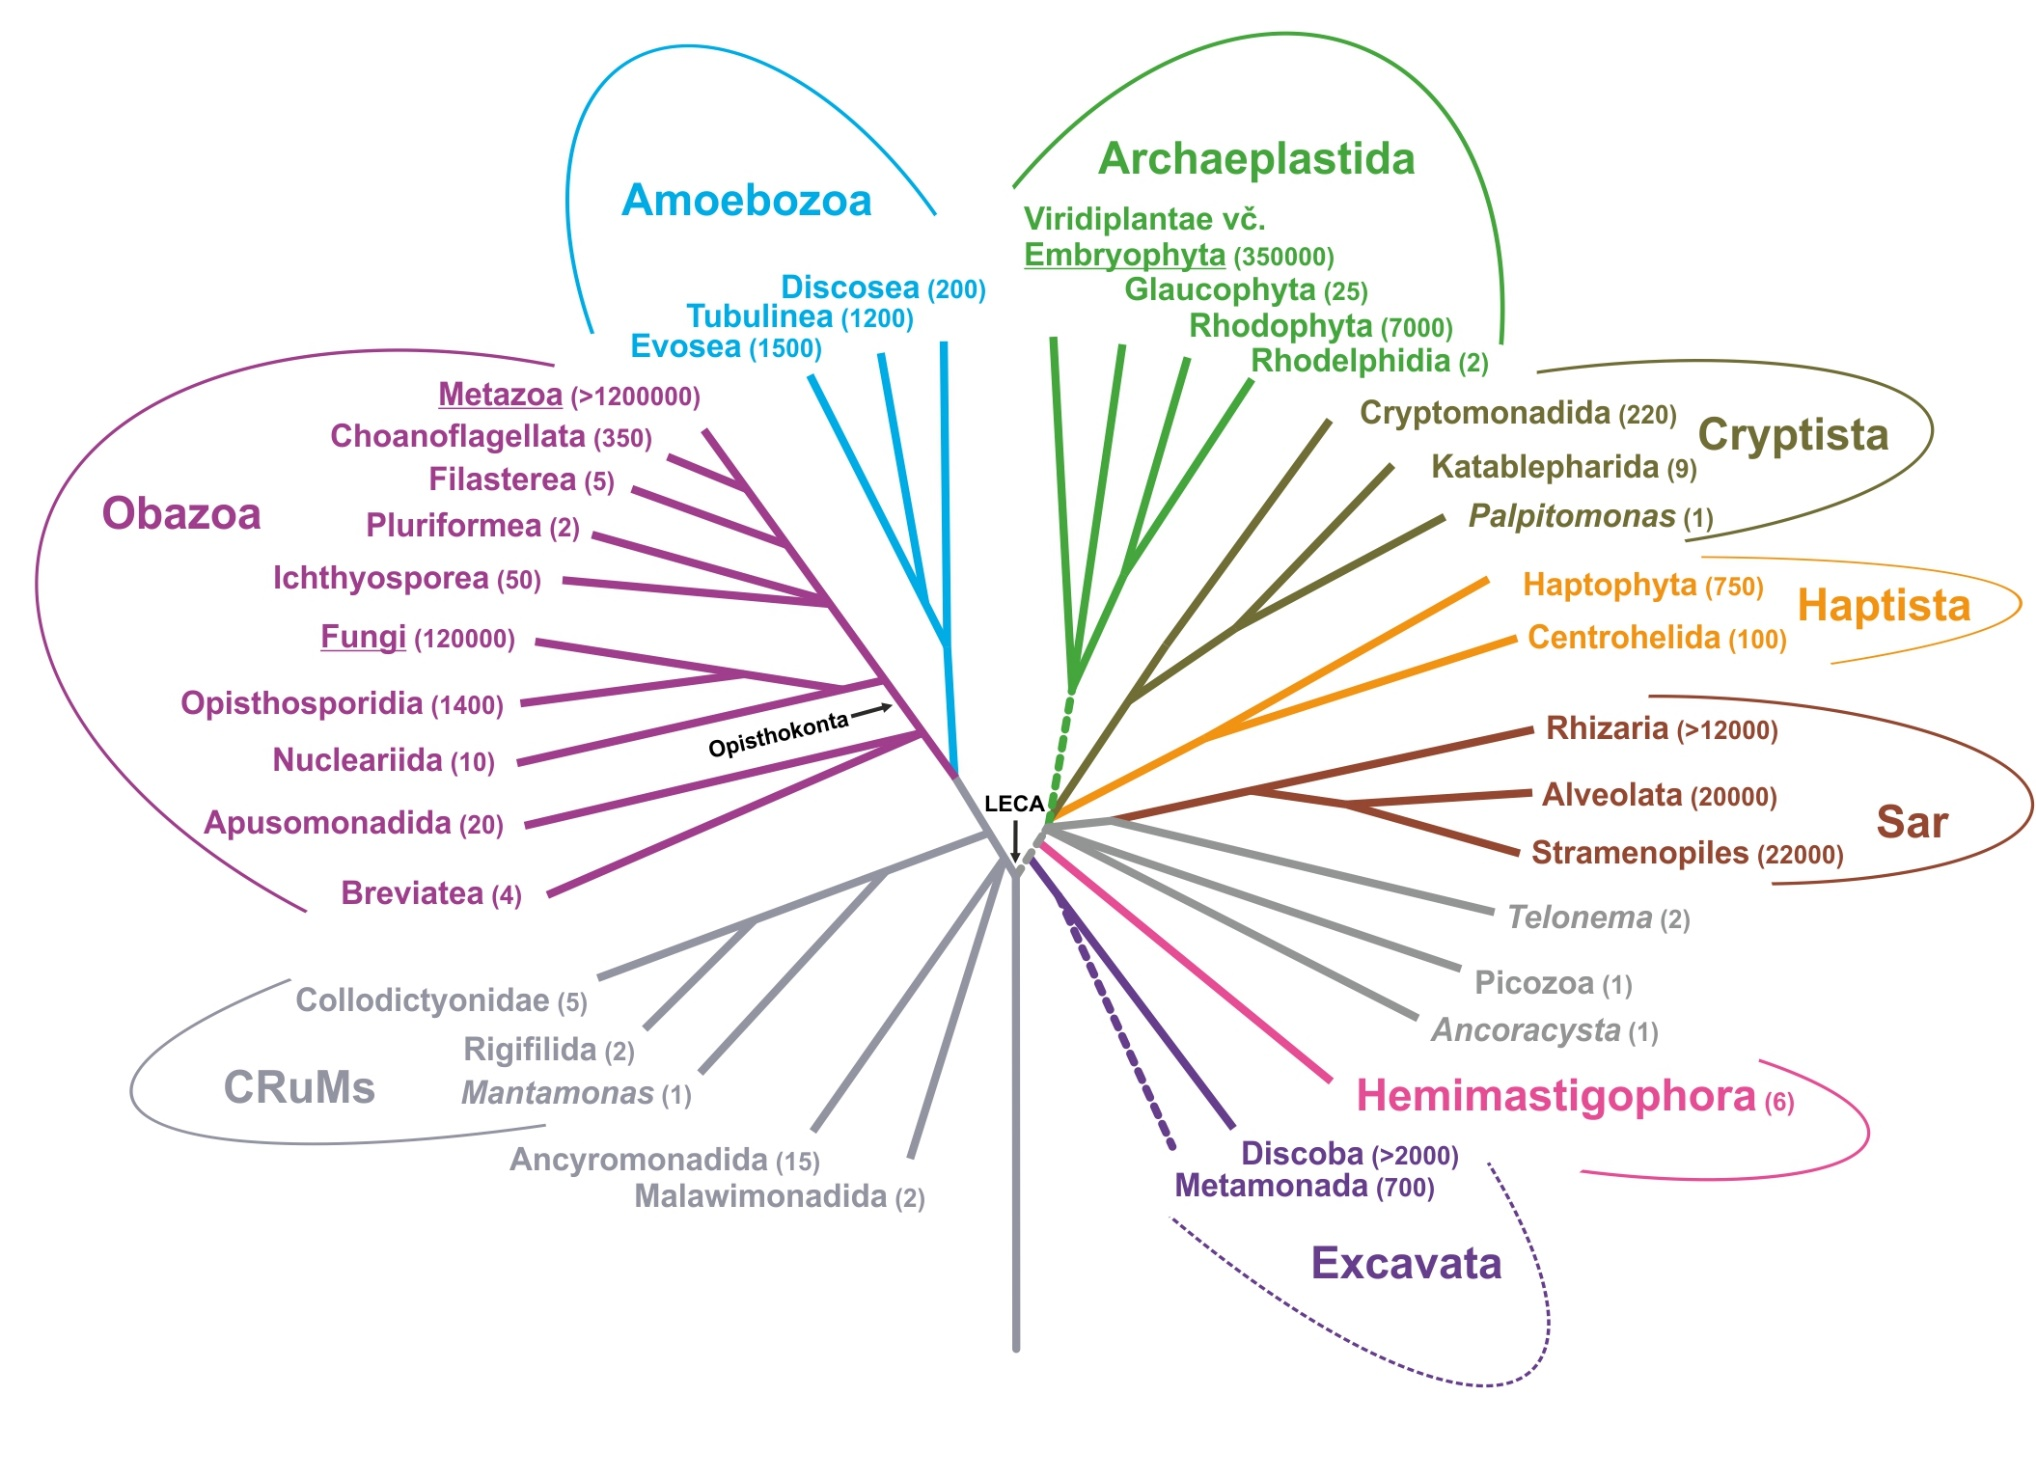 Amoebozoa
Discosea (200)
Tubulinea (1200)
Evosea (1500)
Archaeplastida
Viridiplantae vč.
Embryophyta (350000)
Glaucophyta (25)
Rhodophyta (7000)
Rhodelphidia (2)
Obazoa
Metazoa (>1200000)
Choanoflagellata (350)
Filasterea (5)
Pluriformea (2)
Ichthyosporea (50)
Fungi (120000)
Opisthosporidia (1400)
Nucleariida (10)
Apusomonadida (20)
Breviatea (4)
Opisthokonta
LECA
Cryptista
Cryptomonadida (220)
Katablepharida (9)
Palpitomonas (1)
Haptista
Haptophyta (750)
Centrohelida (100)
Sar
Rhizaria (>12000)
Alveolata (20000)
Stramenopiles (22000)
Telonema (2)
Picozoa (1)
Ancoracysta (1)
Hemimastigophora (6)
Discoba (>2000)
Metamonada (700)
Excavata
CRuMs
Collodictyonidae (5)
Rigifilida (2)
Mantamonas (1)
Ancyromonadida (15)
Malawimonadida (2)